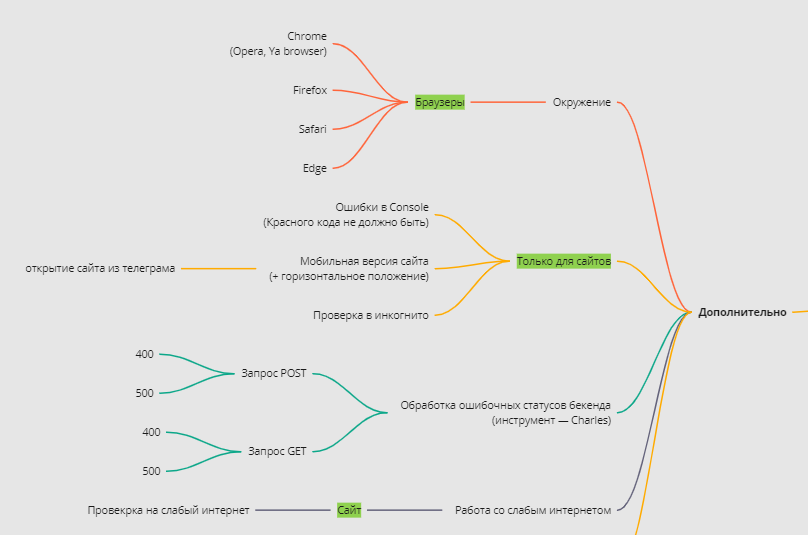 Chrome
(Opera, Ya browser)
Firefox
Браузеры
Окружение
Safari
Edge
Ошибки в Console
(Красного кода не должно быть)
открытие сайта из телеграма
Мобильная версия сайта
(+ горизонтальное положение)
Только для сайтов
Проверка в инкогнито
Дополнительно
400
Запрос POST
500
Обработка ошибочных статусов бекенда
(инструмент — Charles)
400
Запрос GET
500
Провекрка на слабый интернет
Сайт
Работа со слабым интернетом